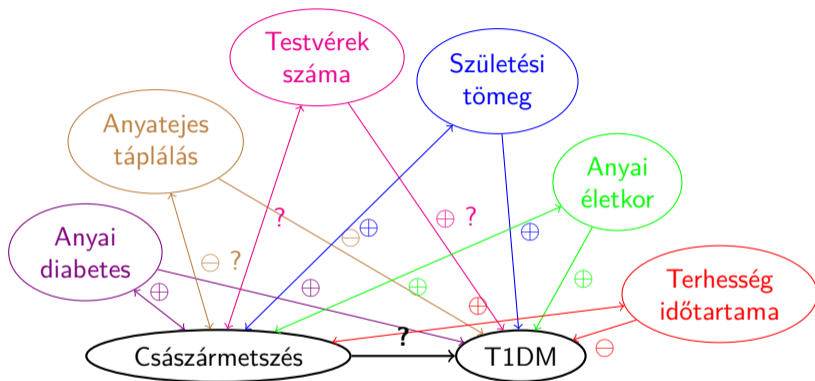 Testvérek
száma
Születési
tömeg
Anyatejes
táplálás
Anyai
életkor
Anyai
diabetes
Terhesség
időtartama
?
⊕
⊕ ?
⊕
⊖
⊖ ?
⊕
⊕
⊕
⊕
⊕
?
⊖
Császármetszés
T1DM